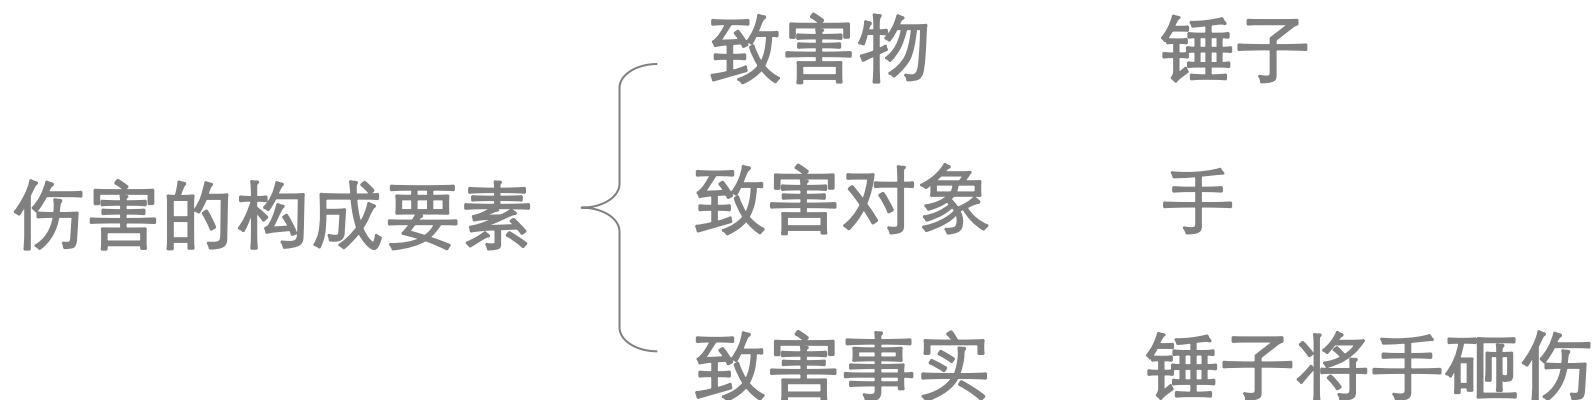 致害物 锤子
致害对象 手
伤害的构成要素
致害事实 锤子将手砸伤